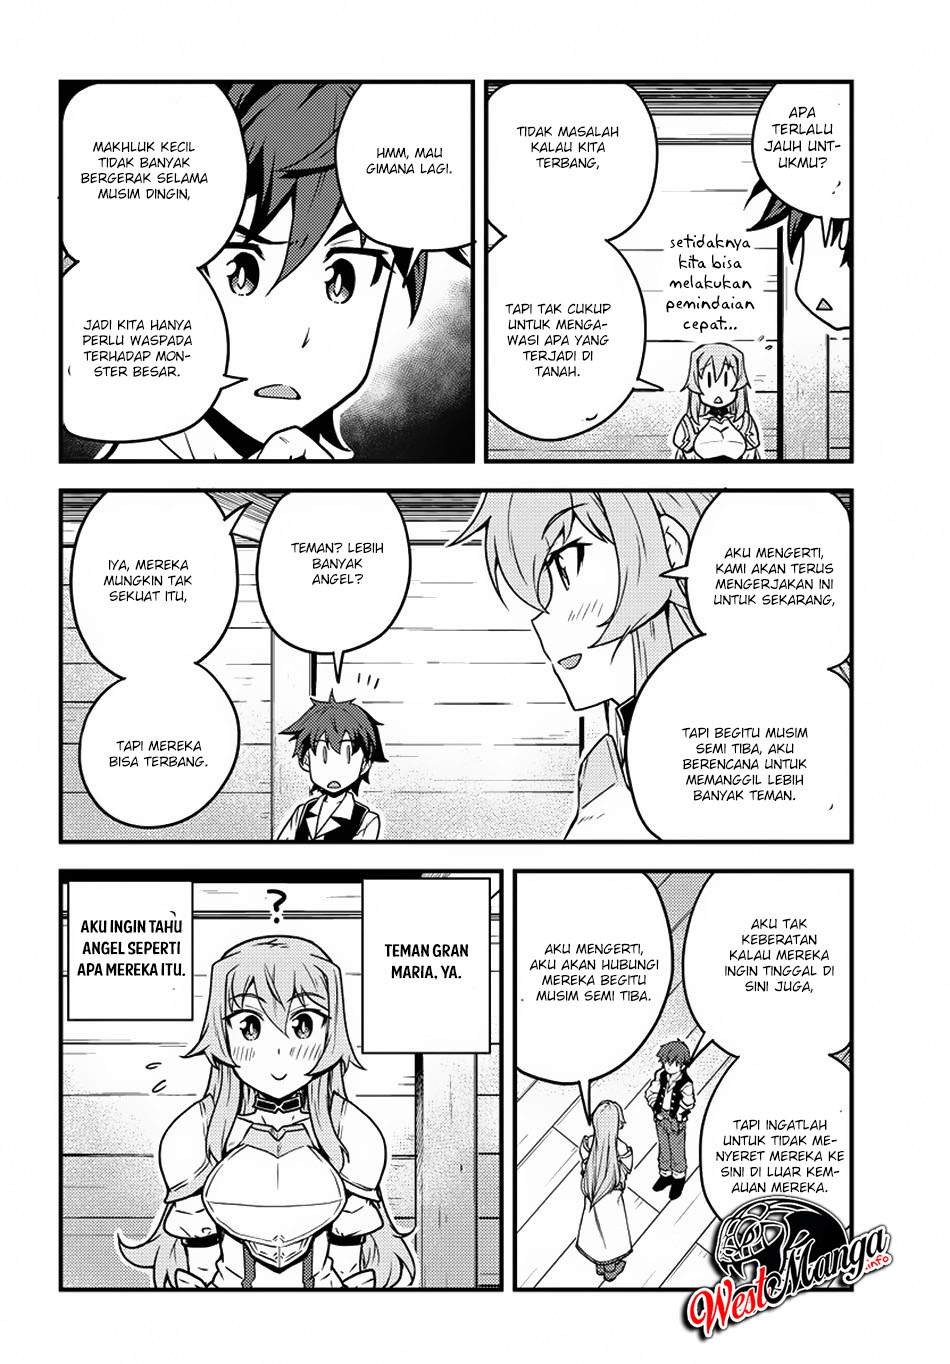 APA
TERLALU
JAUH UNT-
UKMU?
TIDAK MASALAH
KALAU KITA
TERBANG,
setidaknya
kita bisa
melakukan
pemindaian
cepat...
TAPI TAK CUKUP
UNTUK MENGA-
WASI APA YANG
TERJADI DI
TANAH.
HMM, MAU
GIMANA LAGI.
MAKHLUK KECIL
TIDAK BANYAK
BERGERAK SELAMA
MUSIM DINGIN,
JADI KITA HANYA
PERLU WASPADA
TERHADAP MON-
STER BESAR.
AKU MENGERTI,
KAMI AKAN TERUS
MENGERJAKAN INI
UNTUK SEKARANG,
TAPI BEGITU MUSIM
SEMI TIBA, AKU
BERENCANA UNTUK
MEMANGGIL LEBIH
BANYAK TEMAN.
TEMAN? LEBIH
BANYAK
ANGEL?
IYA, MEREKA
MUNGKIN TAK
SEKUAT ITU,
TAPI MEREKA
BISA TERBANG.
AKU TAK
KEBERATAN
KALAU MEREKA
INGIN TINGGAL DI
SINI JUGA,
TAPI INGATLAH
UNTUK TIDAK ME-
NYERET MEREKA KE
SINI DI LUAR KEM-
AUAN MEREKA.
AKU MENGERTI,
AKU AKAN HUBUNGI
MEREKA BEGITU
MUSIM SEMI TIBA.
TEMAN GRAN
MARIA, YA.
?
AKU INGIN TAHU
ANGEL SEPERTI
APA MEREKA ITU.
WestManga
.info